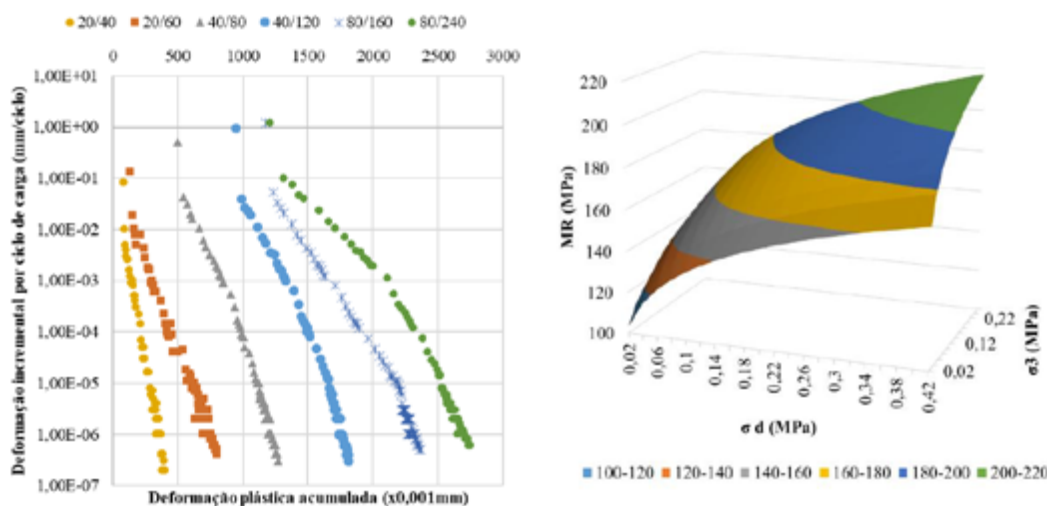 20/40 20/60 40/80 40/120 80/160 80/240
0 500 1000 1500 2000 2500 3000
Deformação incremental por ciclo de carga (mm/ciclo)
1,00E+01
1,00E+00
1,00E-01
1,00E-02
1,00E-03
1,00E-04
1,00E-05
1,00E-06
1,00E-07
Deformação plástica acumulada (x0,001mm)
MR (MPa)
220
200
180
160
140
120
100
0,02 0,06 0,1 0,14 0,18 0,22 0,26 0,3 0,34 0,38 0,42
σ d (MPa)
0,22
0,12
0,02
σ3 (MPa)
100-120 120-140 140-160 160-180 180-200 200-220